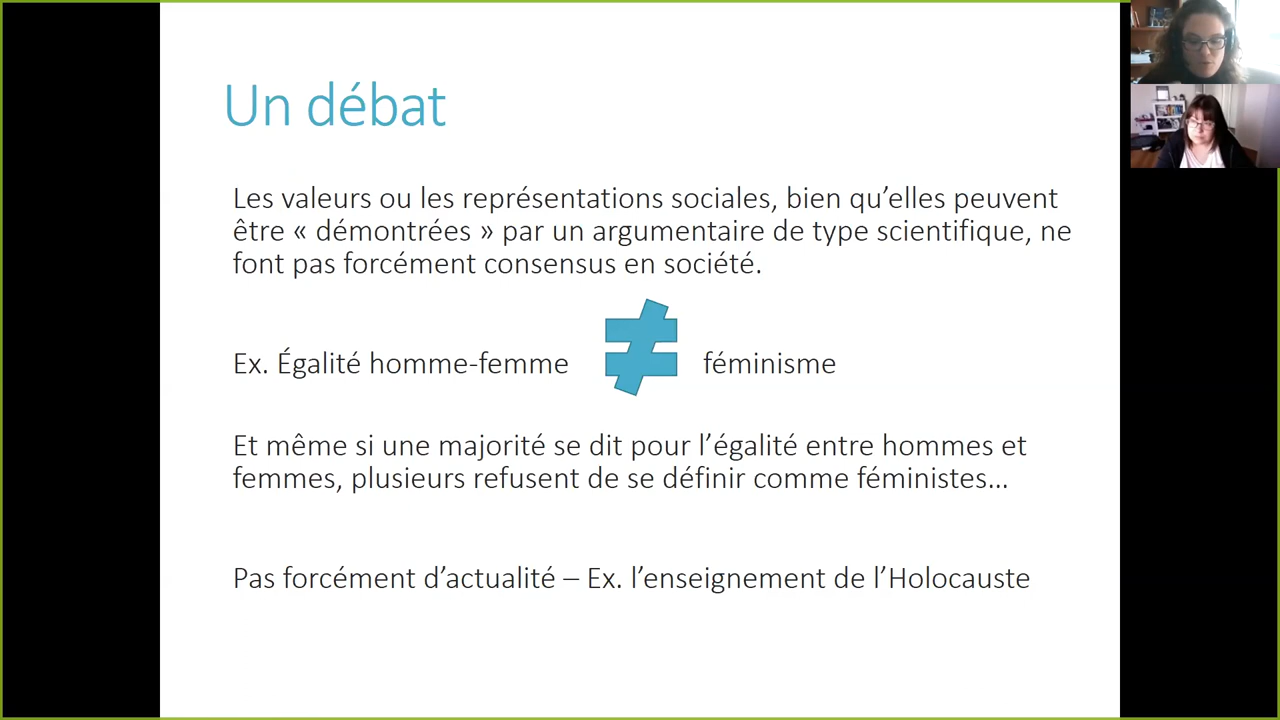 Un débat
Les valeurs ou les représentations sociales, bien qu’elles peuvent
être « démontrées » par un argumentaire de type scientifique, ne
font pas forcément consensus en société.
Ex. Égalité homme-femme ≠ féminisme
Et même si une majorité se dit pour l’égalité entre hommes et
femmes, plusieurs refusent de se définir comme féministes…
Pas forcément d’actualité – Ex. l’enseignement de l’Holocauste